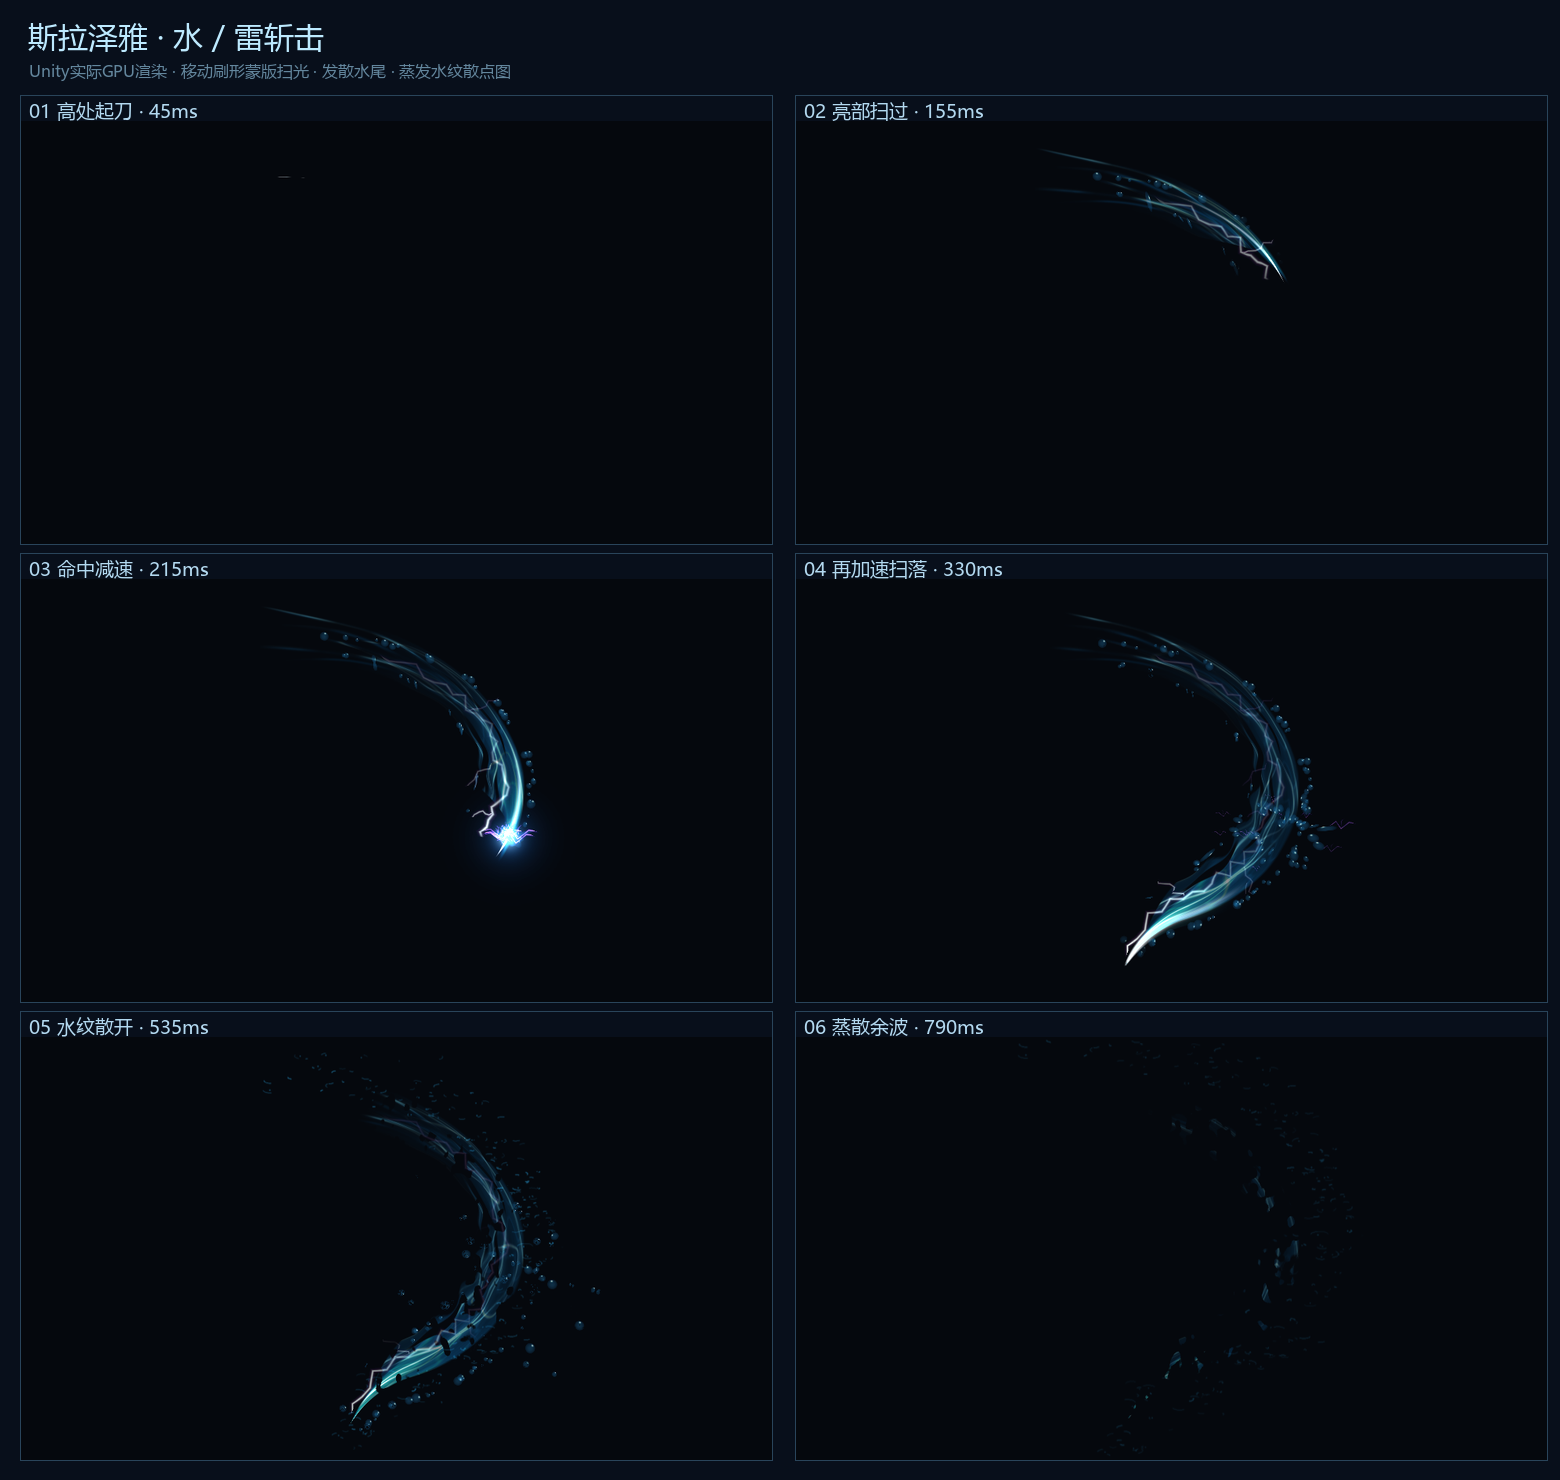 斯拉泽雅 · 水 / 雷斩击
Unity实际GPU渲染 · 移动刷形蒙版扫光 · 发散水尾 · 蒸发水纹散点图
01 高处起刀 · 45ms
02 亮部扫过 · 155ms
03 命中减速 · 215ms
04 再加速扫落 · 330ms
05 水纹散开 · 535ms
06 蒸散余波 · 790ms